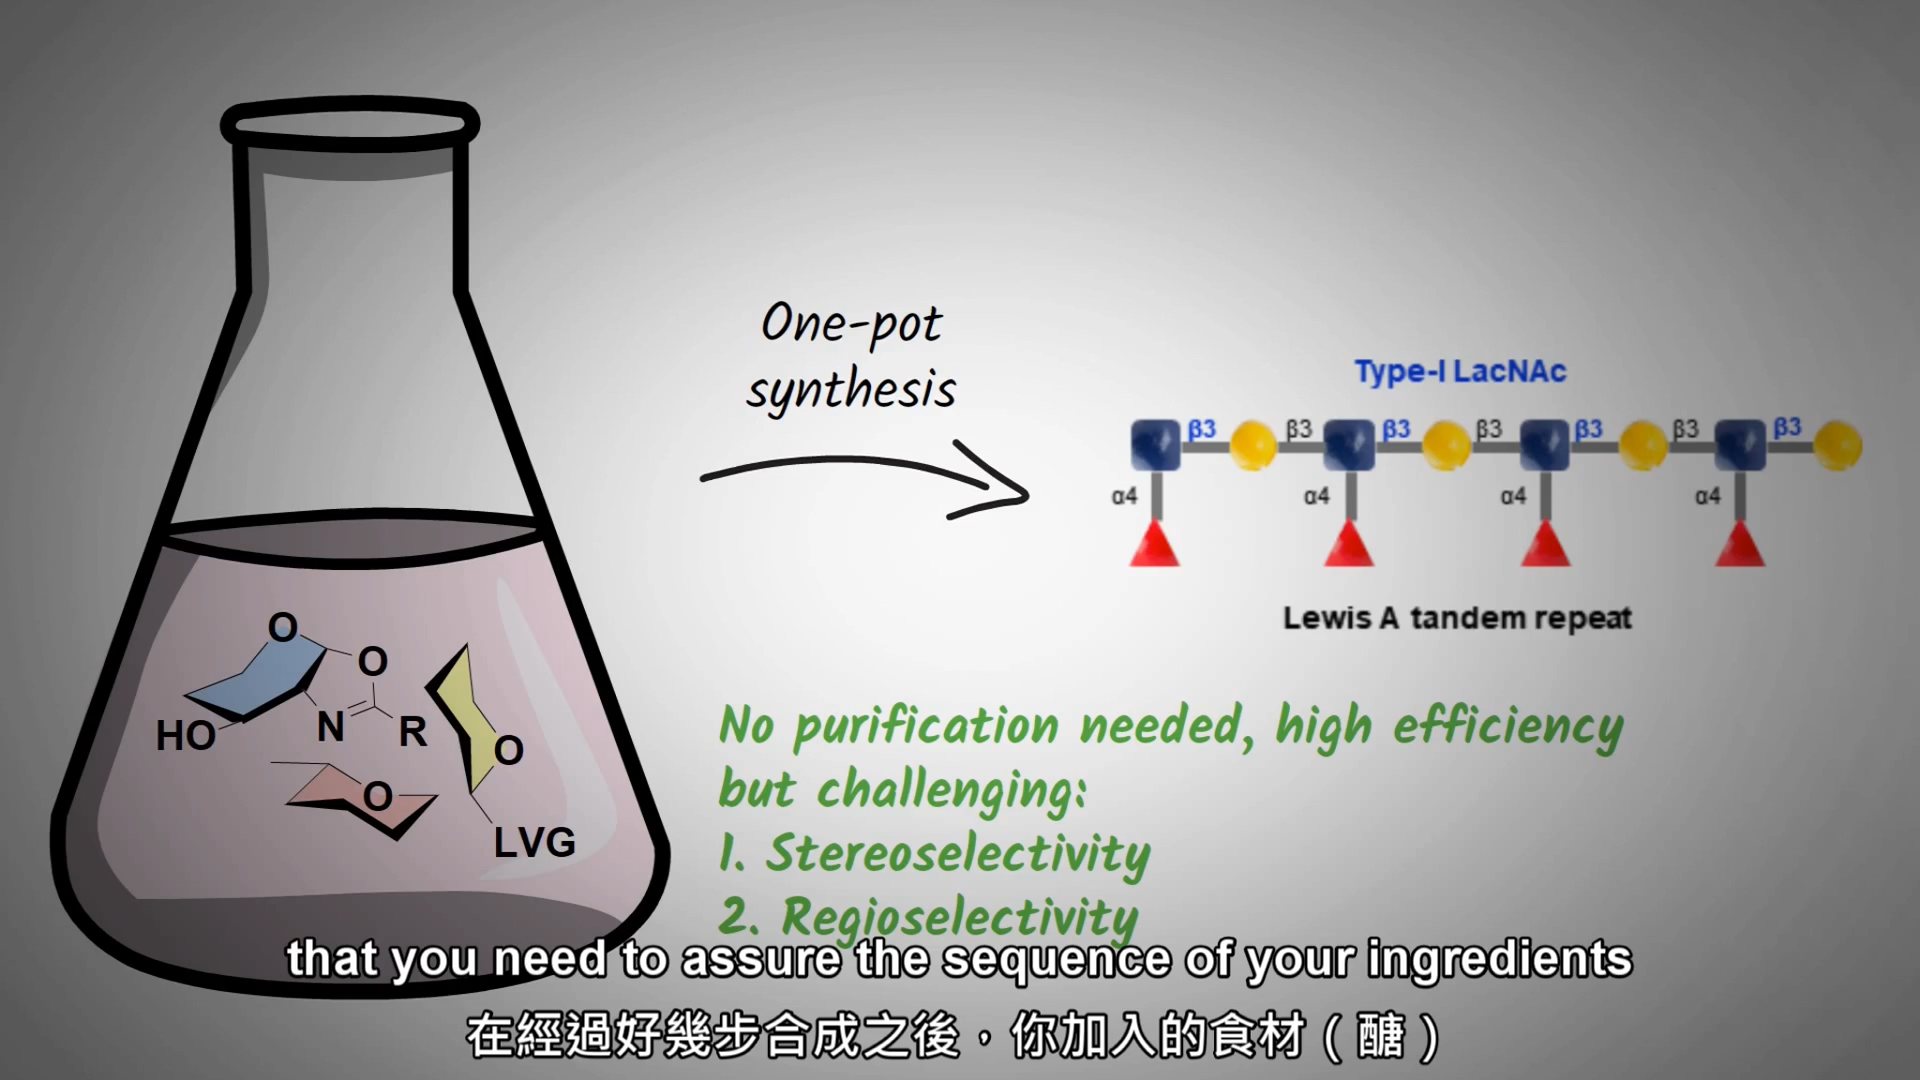 One-pot
synthesis
Type-I LacNAc
β3 β3 β3 β3 β3 β3 β3
α4 α4 α4 α4
Lewis A tandem repeat
O
O
HO N R
O
O
LVG
No purification needed, high efficiency
but challenging:
1. Stereoselectivity
2. Regioselectivity
that you need to assure the sequence of your ingredients
在經過好幾步合成之後，你加入的食材（醣）